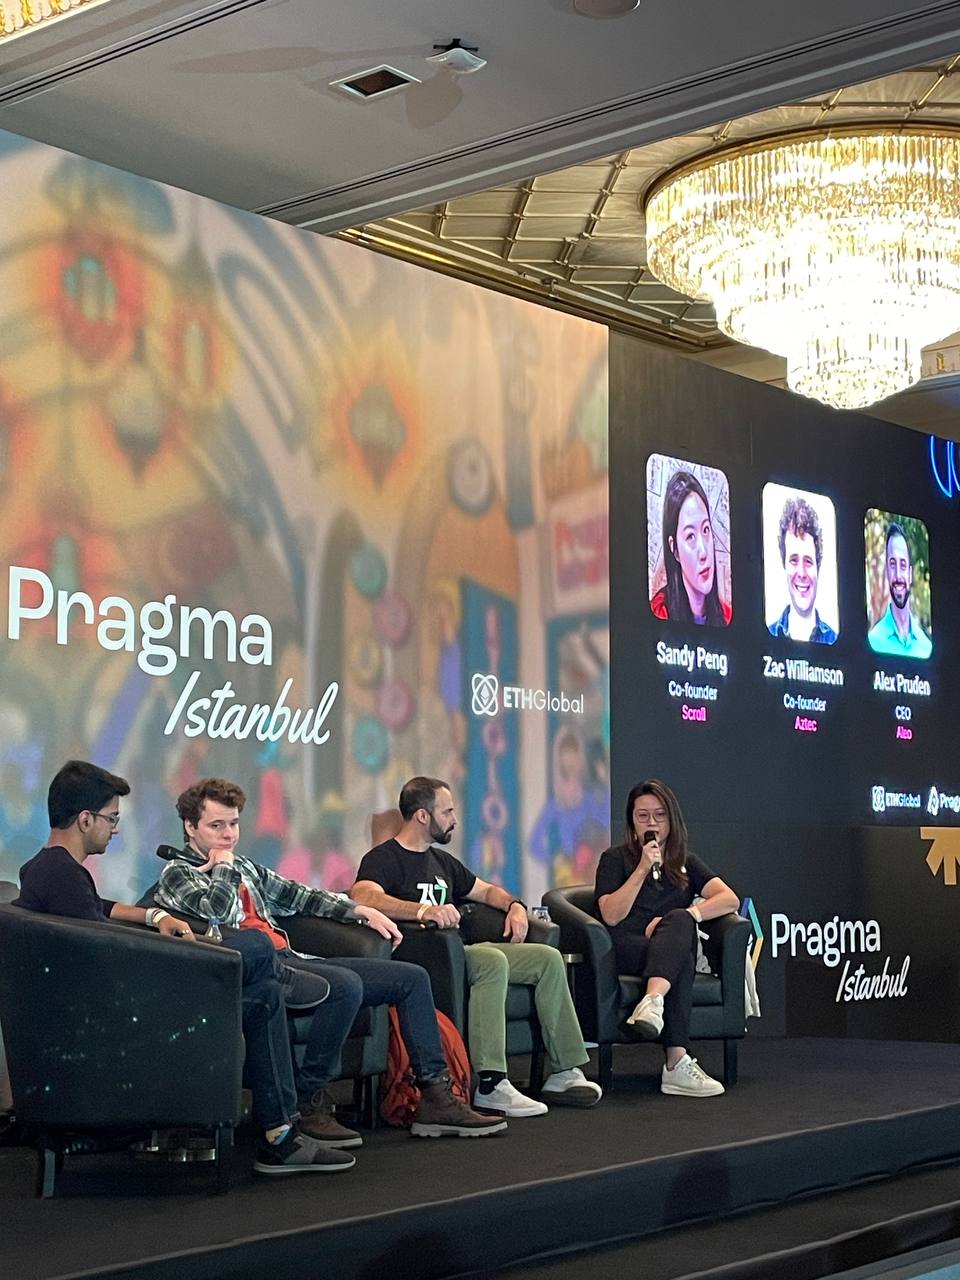 Pragma
Istanbul
ETHGlobal
Sandy Peng
Co-founder
Scroll
Zac Williamson
Co-founder
Aztec
Alex Pruden
CEO
Aleo
ETHGlobal
Pragma
Istanbul